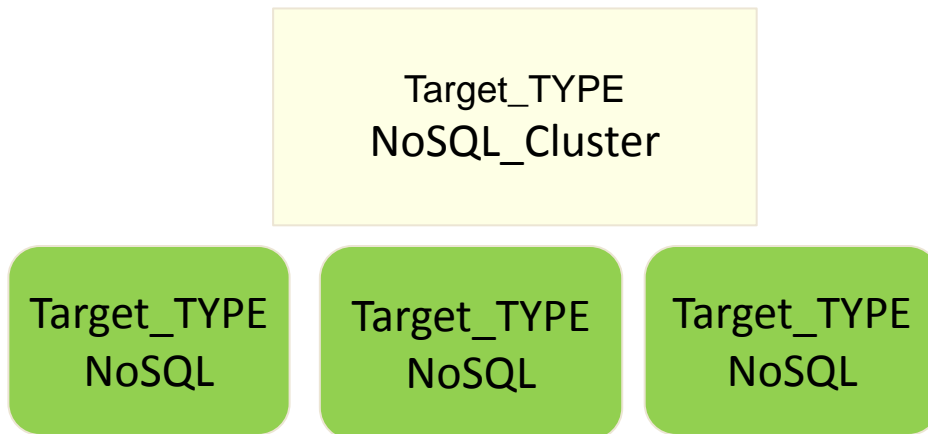 Target_TYPE
NoSQL_Cluster
Target_TYPE
NoSQL
Target_TYPE
NoSQL
Target_TYPE
NoSQL